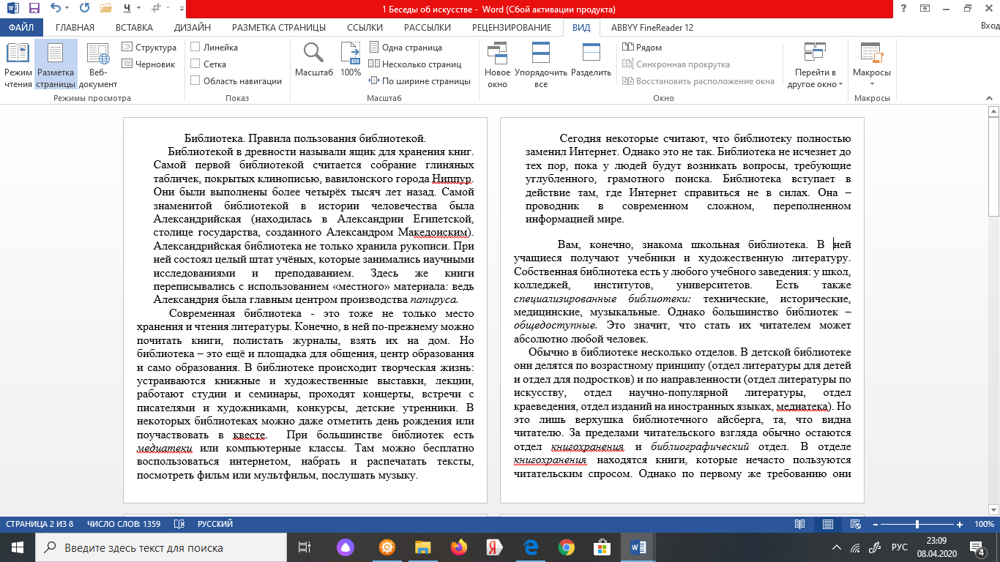 1 Беседы об искусстве - Word (Сбой активации продукта)
ФАЙЛ ГЛАВНАЯ ВСТАВКА ДИЗАЙН РАЗМЕТКА СТРАНИЦЫ ССЫЛКИ РАССЫЛКИ РЕЦЕНЗИРОВАНИЕ ВИД ABBYY FineReader 12 Вход
Режим чтения
Разметка страницы
Веб-документ
Структура
Черновик
Режимы просмотра
Линейка
Сетка
Область навигации
Показ
Масштаб
100%
Одна страница
Несколько страниц
По ширине страницы
Масштаб
Новое окно
Упорядочить все
Разделить
Рядом
Синхронная прокрутка
Восстановить расположение окна
Окно
Перейти в другое окно
Макросы
Макросы
Библиотека. Правила пользования библиотекой.
Библиотекой в древности называли ящик для хранения книг.
Самой первой библиотекой считается собрание глиняных
табличек, покрытых клинописью, вавилонского города Ниппур.
Они были выполнены более четырёх тысяч лет назад. Самой
знаменитой библиотекой в истории человечества была
Александрийская (находилась в Александрии Египетской,
столице государства, созданного Александром Македонским).
Александрийская библиотека не только хранила рукописи. При
ней состоял целый штат учёных, которые занимались научными
исследованиями и преподаванием. Здесь же книги
переписывались с использованием «местного» материала: ведь
Александрия была главным центром производства папируса.
Современная библиотека - это тоже не только место
хранения и чтения литературы. Конечно, в ней по-прежнему можно
почитать книги, полистать журналы, взять их на дом. Но
библиотека – это ещё и площадка для общения, центр образования
и само образования. В библиотеке происходит творческая жизнь:
устраиваются книжные и художественные выставки, лекции,
работают студии и семинары, проходят концерты, встречи с
писателями и художниками, конкурсы, детские утренники. В
некоторых библиотеках можно даже отметить день рождения или
поучаствовать в квесте. При большинстве библиотек есть
медиатеки или компьютерные классы. Там можно бесплатно
воспользоваться интернетом, набрать и распечатать тексты,
посмотреть фильм или мультфильм, послушать музыку.
Сегодня некоторые считают, что библиотеку полностью
заменил Интернет. Однако это не так. Библиотека не исчезнет до
тех пор, пока у людей будут возникать вопросы, требующие
углубленного, грамотного поиска. Библиотека вступает в
действие там, где Интернет справиться не в силах. Она –
проводник в современном сложном, переполненном
информацией мире.
Вам, конечно, знакома школьная библиотека. В ней
учащиеся получают учебники и художественную литературу.
Собственная библиотека есть у любого учебного заведения: у школ,
колледжей, институтов, университетов. Есть также
специализированные библиотеки: технические, исторические,
медицинские, музыкальные. Однако большинство библиотек –
общедоступные. Это значит, что стать их читателем может
абсолютно любой человек.
Обычно в библиотеке несколько отделов. В детской библиотеке
они делятся по возрастному принципу (отдел литературы для детей
и отдел для подростков) и по направленности (отдел литературы по
искусству, отдел научно-популярной литературы, отдел
краеведения, отдел изданий на иностранных языках, медиатека). Но
это лишь верхушка библиотечного айсберга, та, что видна
читателю. За пределами читательского взгляда обычно остаются
отдел книгохранения и библиографический отдел. В отделе
книгохранения находятся книги, которые нечасто пользуются
читательским спросом. Однако по первому же требованию они
СТРАНИЦА 2 ИЗ 8 ЧИСЛО СЛОВ: 1359 РУССКИЙ 100%
Введите здесь текст для поиска
РУС
23:09
08.04.2020
4